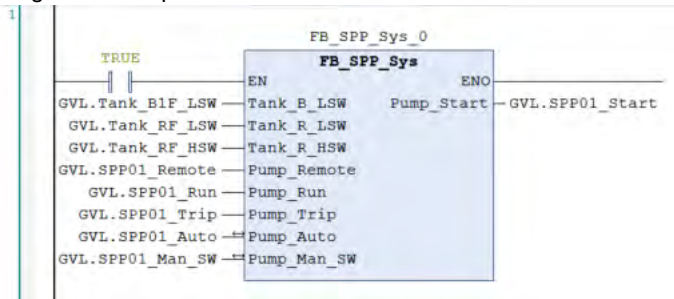 1
FB_SPP_Sys_0
TRUE
FB_SPP_Sys
EN ENO
GVL.Tank_B1F_LSW Tank_B_LSW Pump_Start GVL.SPP01_Start
GVL.Tank_RF_LSW Tank_R_LSW
GVL.Tank_RF_HSW Tank_R_HSW
GVL.SPP01_Remote Pump_Remote
GVL.SPP01_Run Pump_Run
GVL.SPP01_Trip Pump_Trip
GVL.SPP01_Auto Pump_Auto
GVL.SPP01_Man_SW Pump_Man_SW